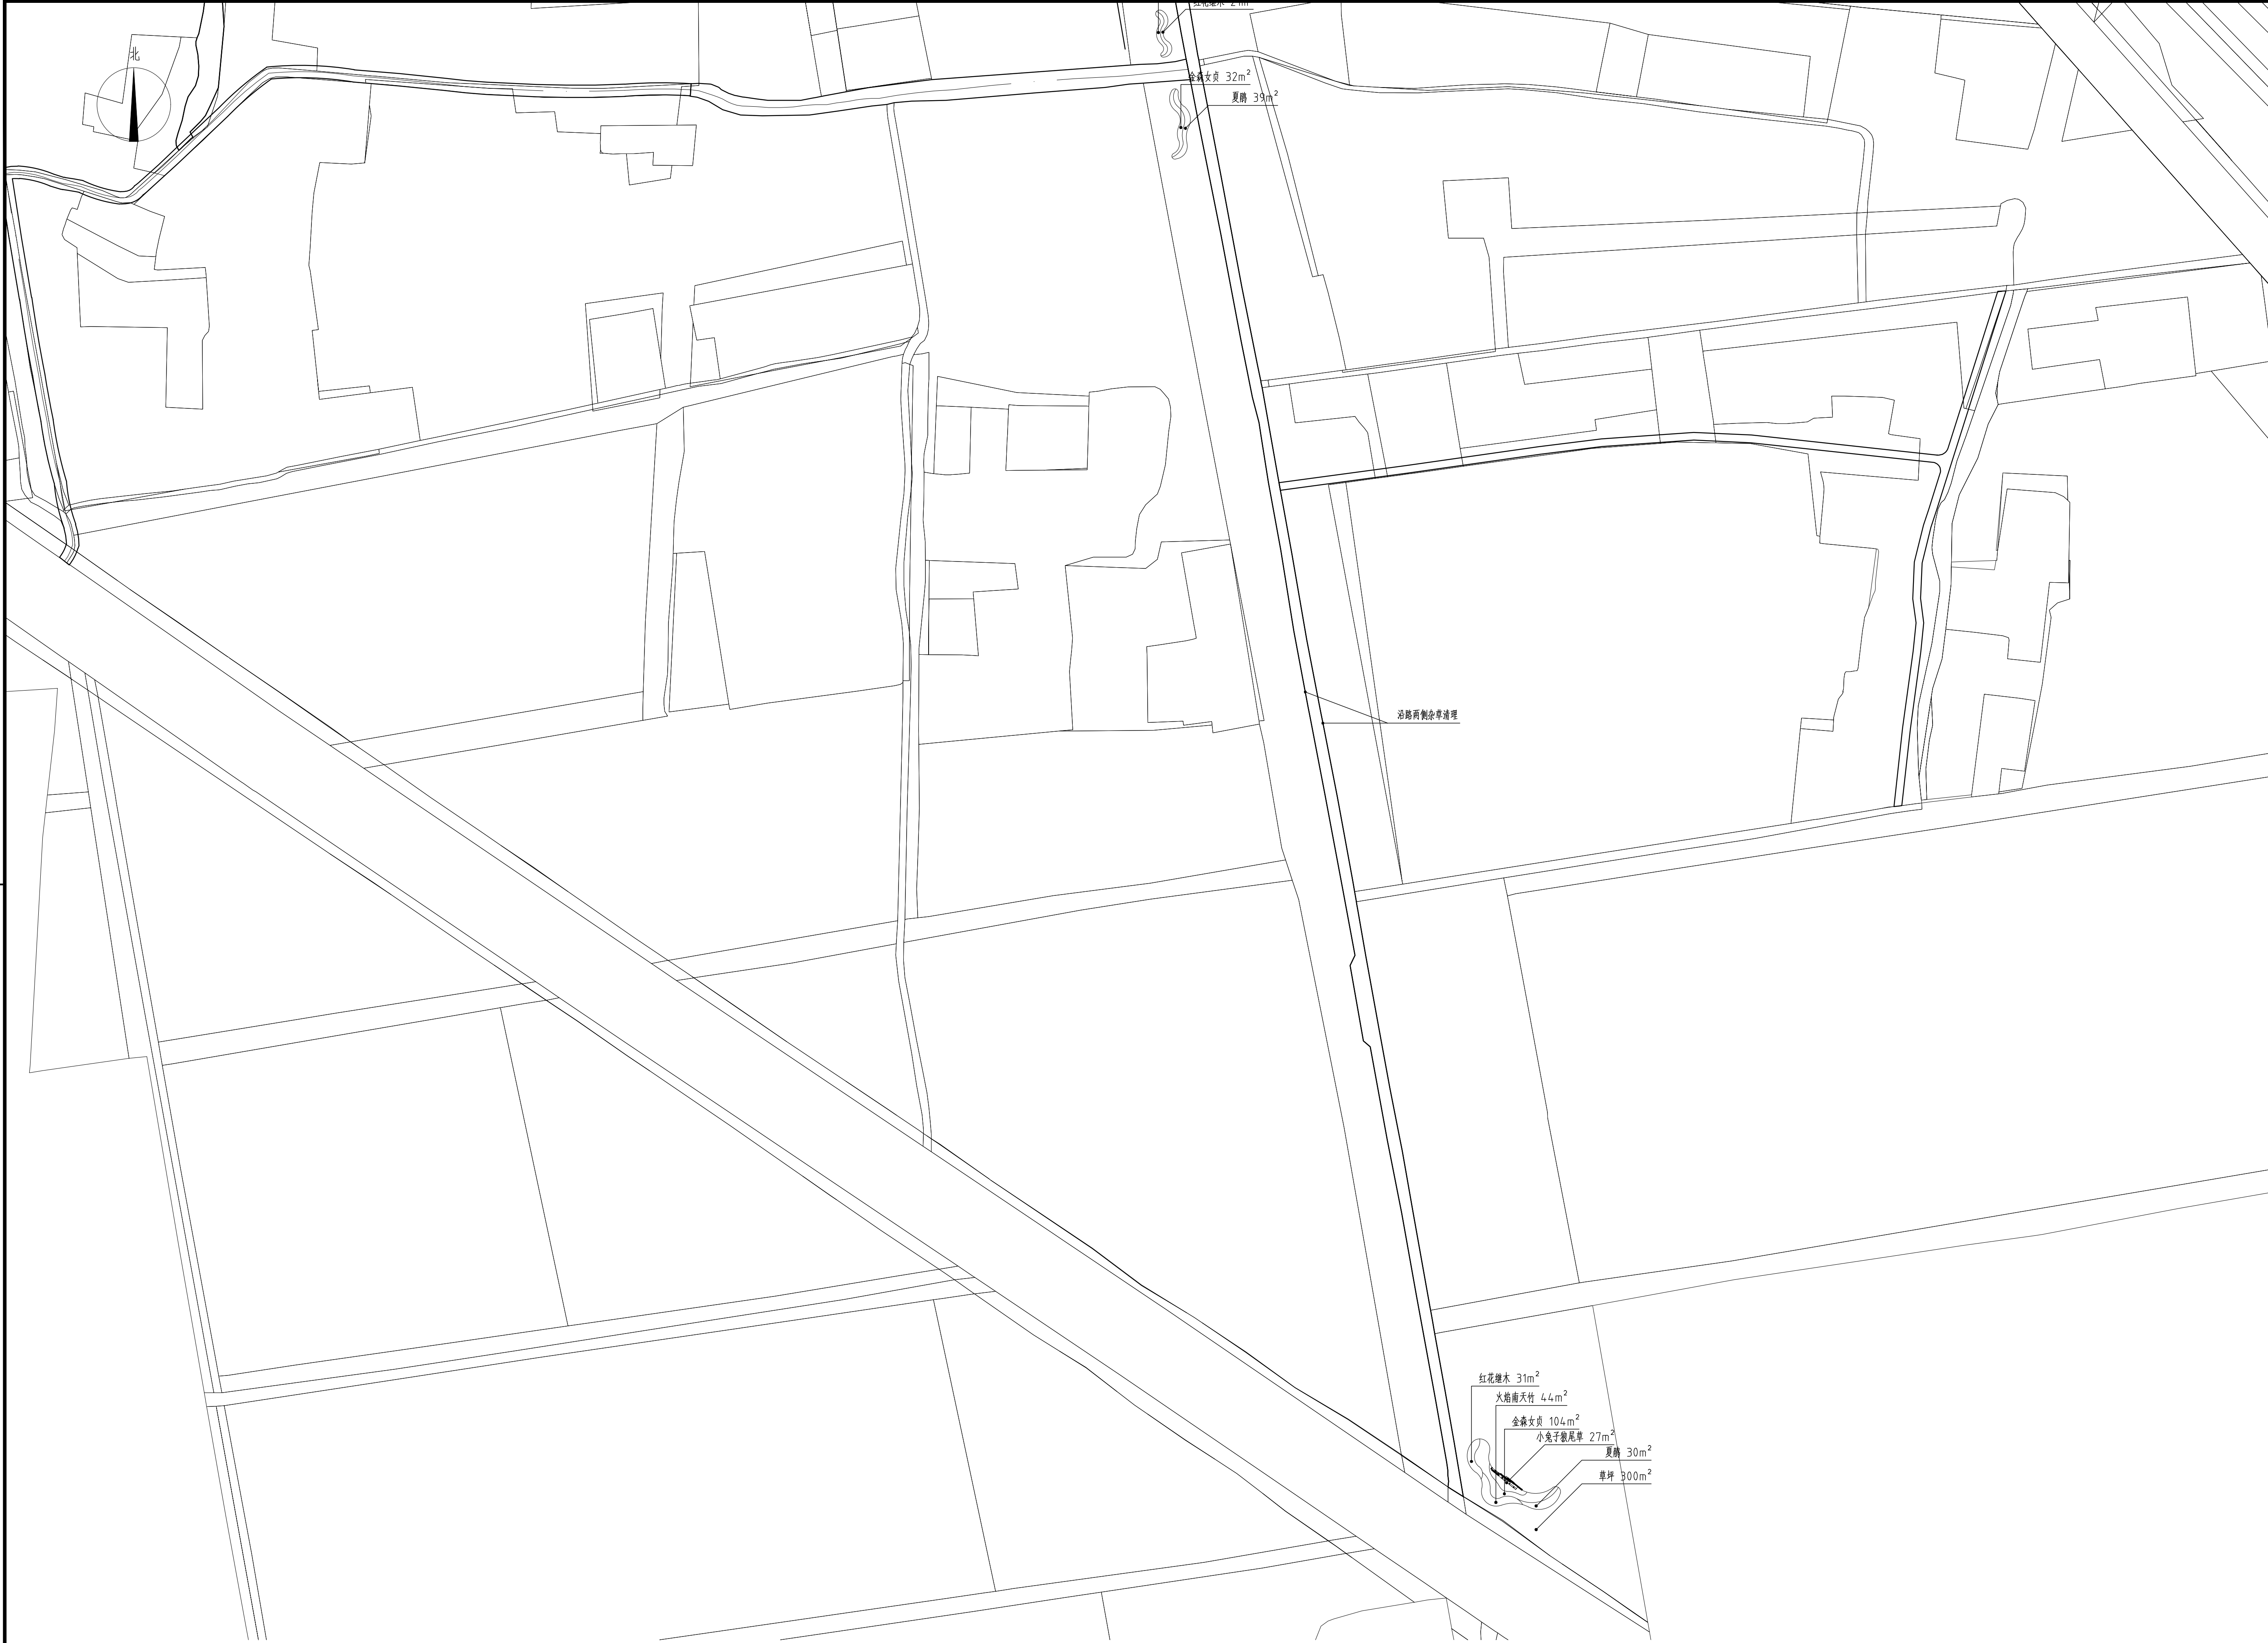 北
金森女贞 32m²
夏鹃 39m²
沿路两侧杂草清理
红花继木 31m²
火焰南天竹 44m²
金森女贞 104m²
小兔子狼尾草 27m²
夏鹃 30m²
草坪 300m²